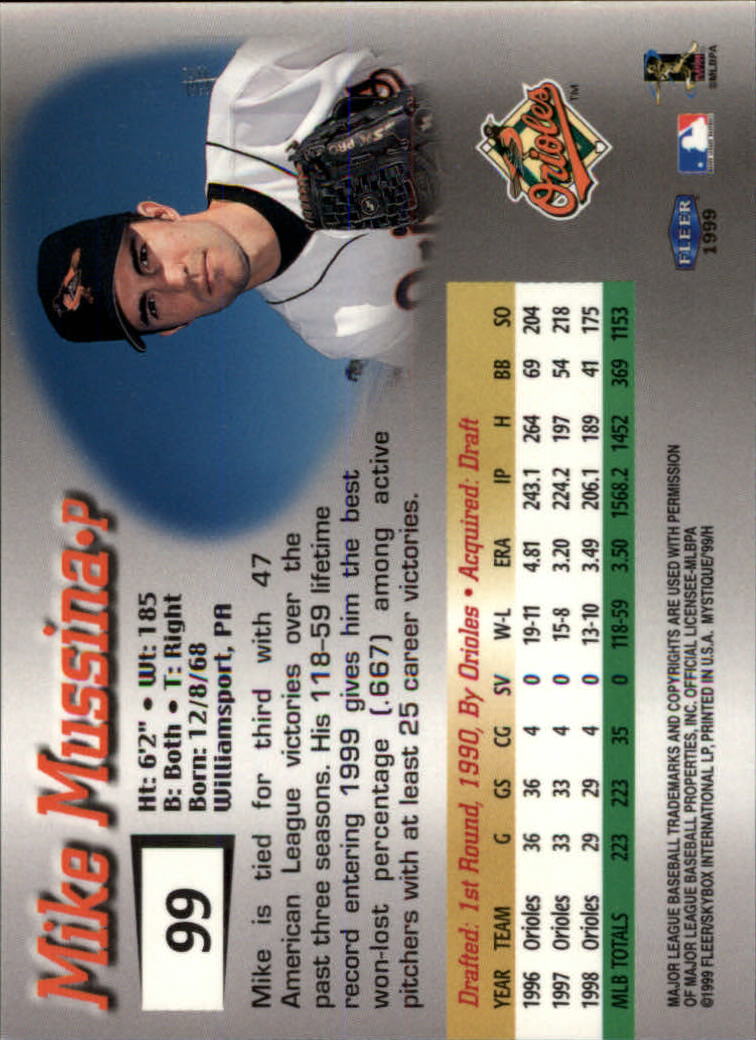 Mike Mussina•P
99
Ht: 6'2" • Wt: 185
B: Both • T: Right
Born: 12/8/68
Williamsport, PA
Mike is tied for third with 47
American League victories over the
past three seasons. His 118-59 lifetime
record entering 1999 gives him the best
won-lost percentage (.667) among active
pitchers with at least 25 career victories.
Drafted: 1st Round, 1990, By Orioles • Acquired: Draft
YEAR TEAM G GS CG SV W-L ERA IP H BB SO
1996 Orioles 36 36 4 0 19-11 4.81 243.1 264 69 204
1997 Orioles 33 33 4 0 15-8 3.20 224.2 197 54 218
1998 Orioles 29 29 4 0 13-10 3.49 206.1 189 41 175
MLB TOTALS 223 223 35 0 118-59 3.50 1568.2 1452 369 1153
MAJOR LEAGUE BASEBALL TRADEMARKS AND COPYRIGHTS ARE USED WITH PERMISSION
OF MAJOR LEAGUE BASEBALL PROPERTIES, INC. OFFICIAL LICENSEE-MLBPA
©1999 FLEER/SKYBOX INTERNATIONAL LP, PRINTED IN U.S.A. MYSTIQUE/'99/H
Orioles
TM
FLEER
1999
©MLBPA